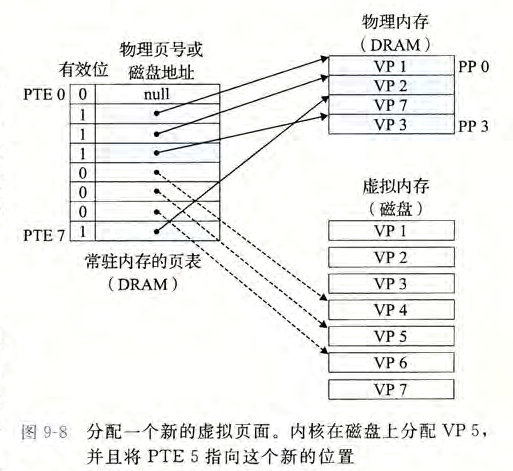 物理页号或
磁盘地址
有效位
PTE 0
0
null
1
1
1
0
0
0
PTE 7
1
常驻内存的页表
（DRAM）
物理内存
（DRAM）
VP 1
PP 0
VP 2
VP 7
VP 3
PP 3
虚拟内存
（磁盘）
VP 1
VP 2
VP 3
VP 4
VP 5
VP 6
VP 7
图 9-8 分配一个新的虚拟页面。内核在磁盘上分配 VP 5，
并且将 PTE 5 指向这个新的位置